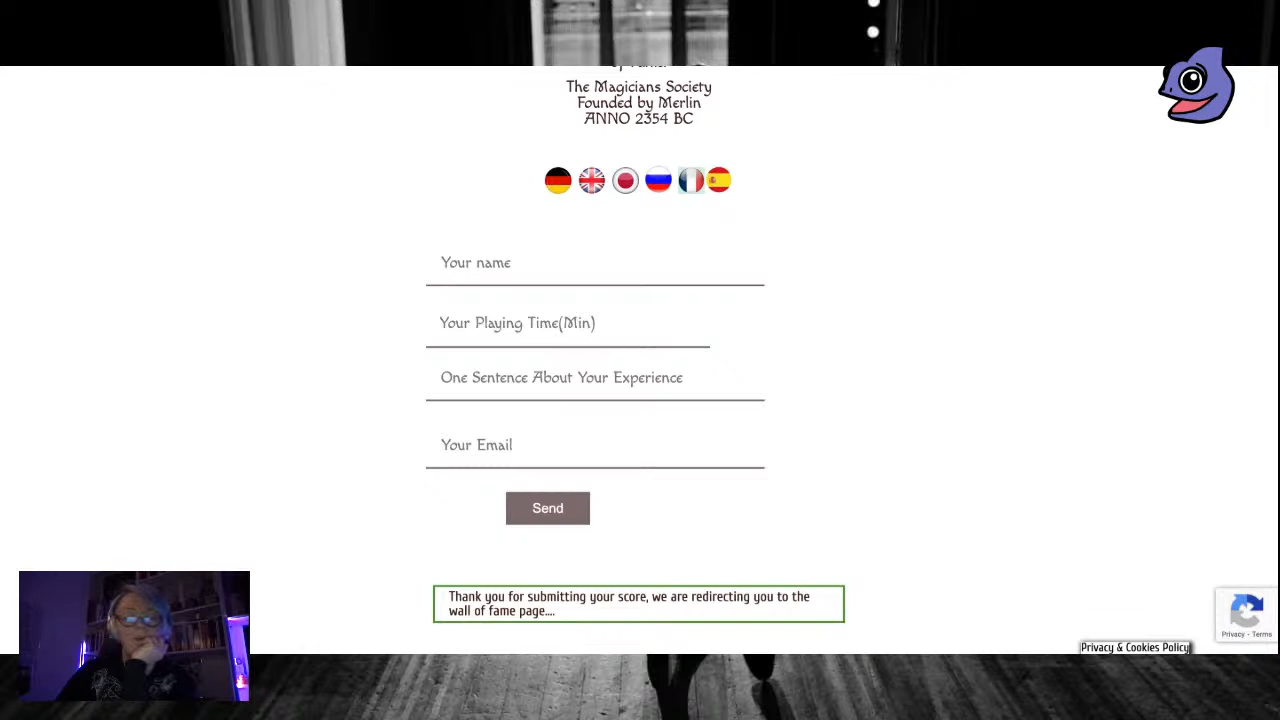 The Magicians Society
Founded by Merlin
ANNO 2354 BC
Your name
Your Playing Time(Min)
One Sentence About Your Experience
Your Email
Send
Thank you for submitting your score, we are redirecting you to the
wall of fame page....
Privacy - Terms
Privacy & Cookies Policy